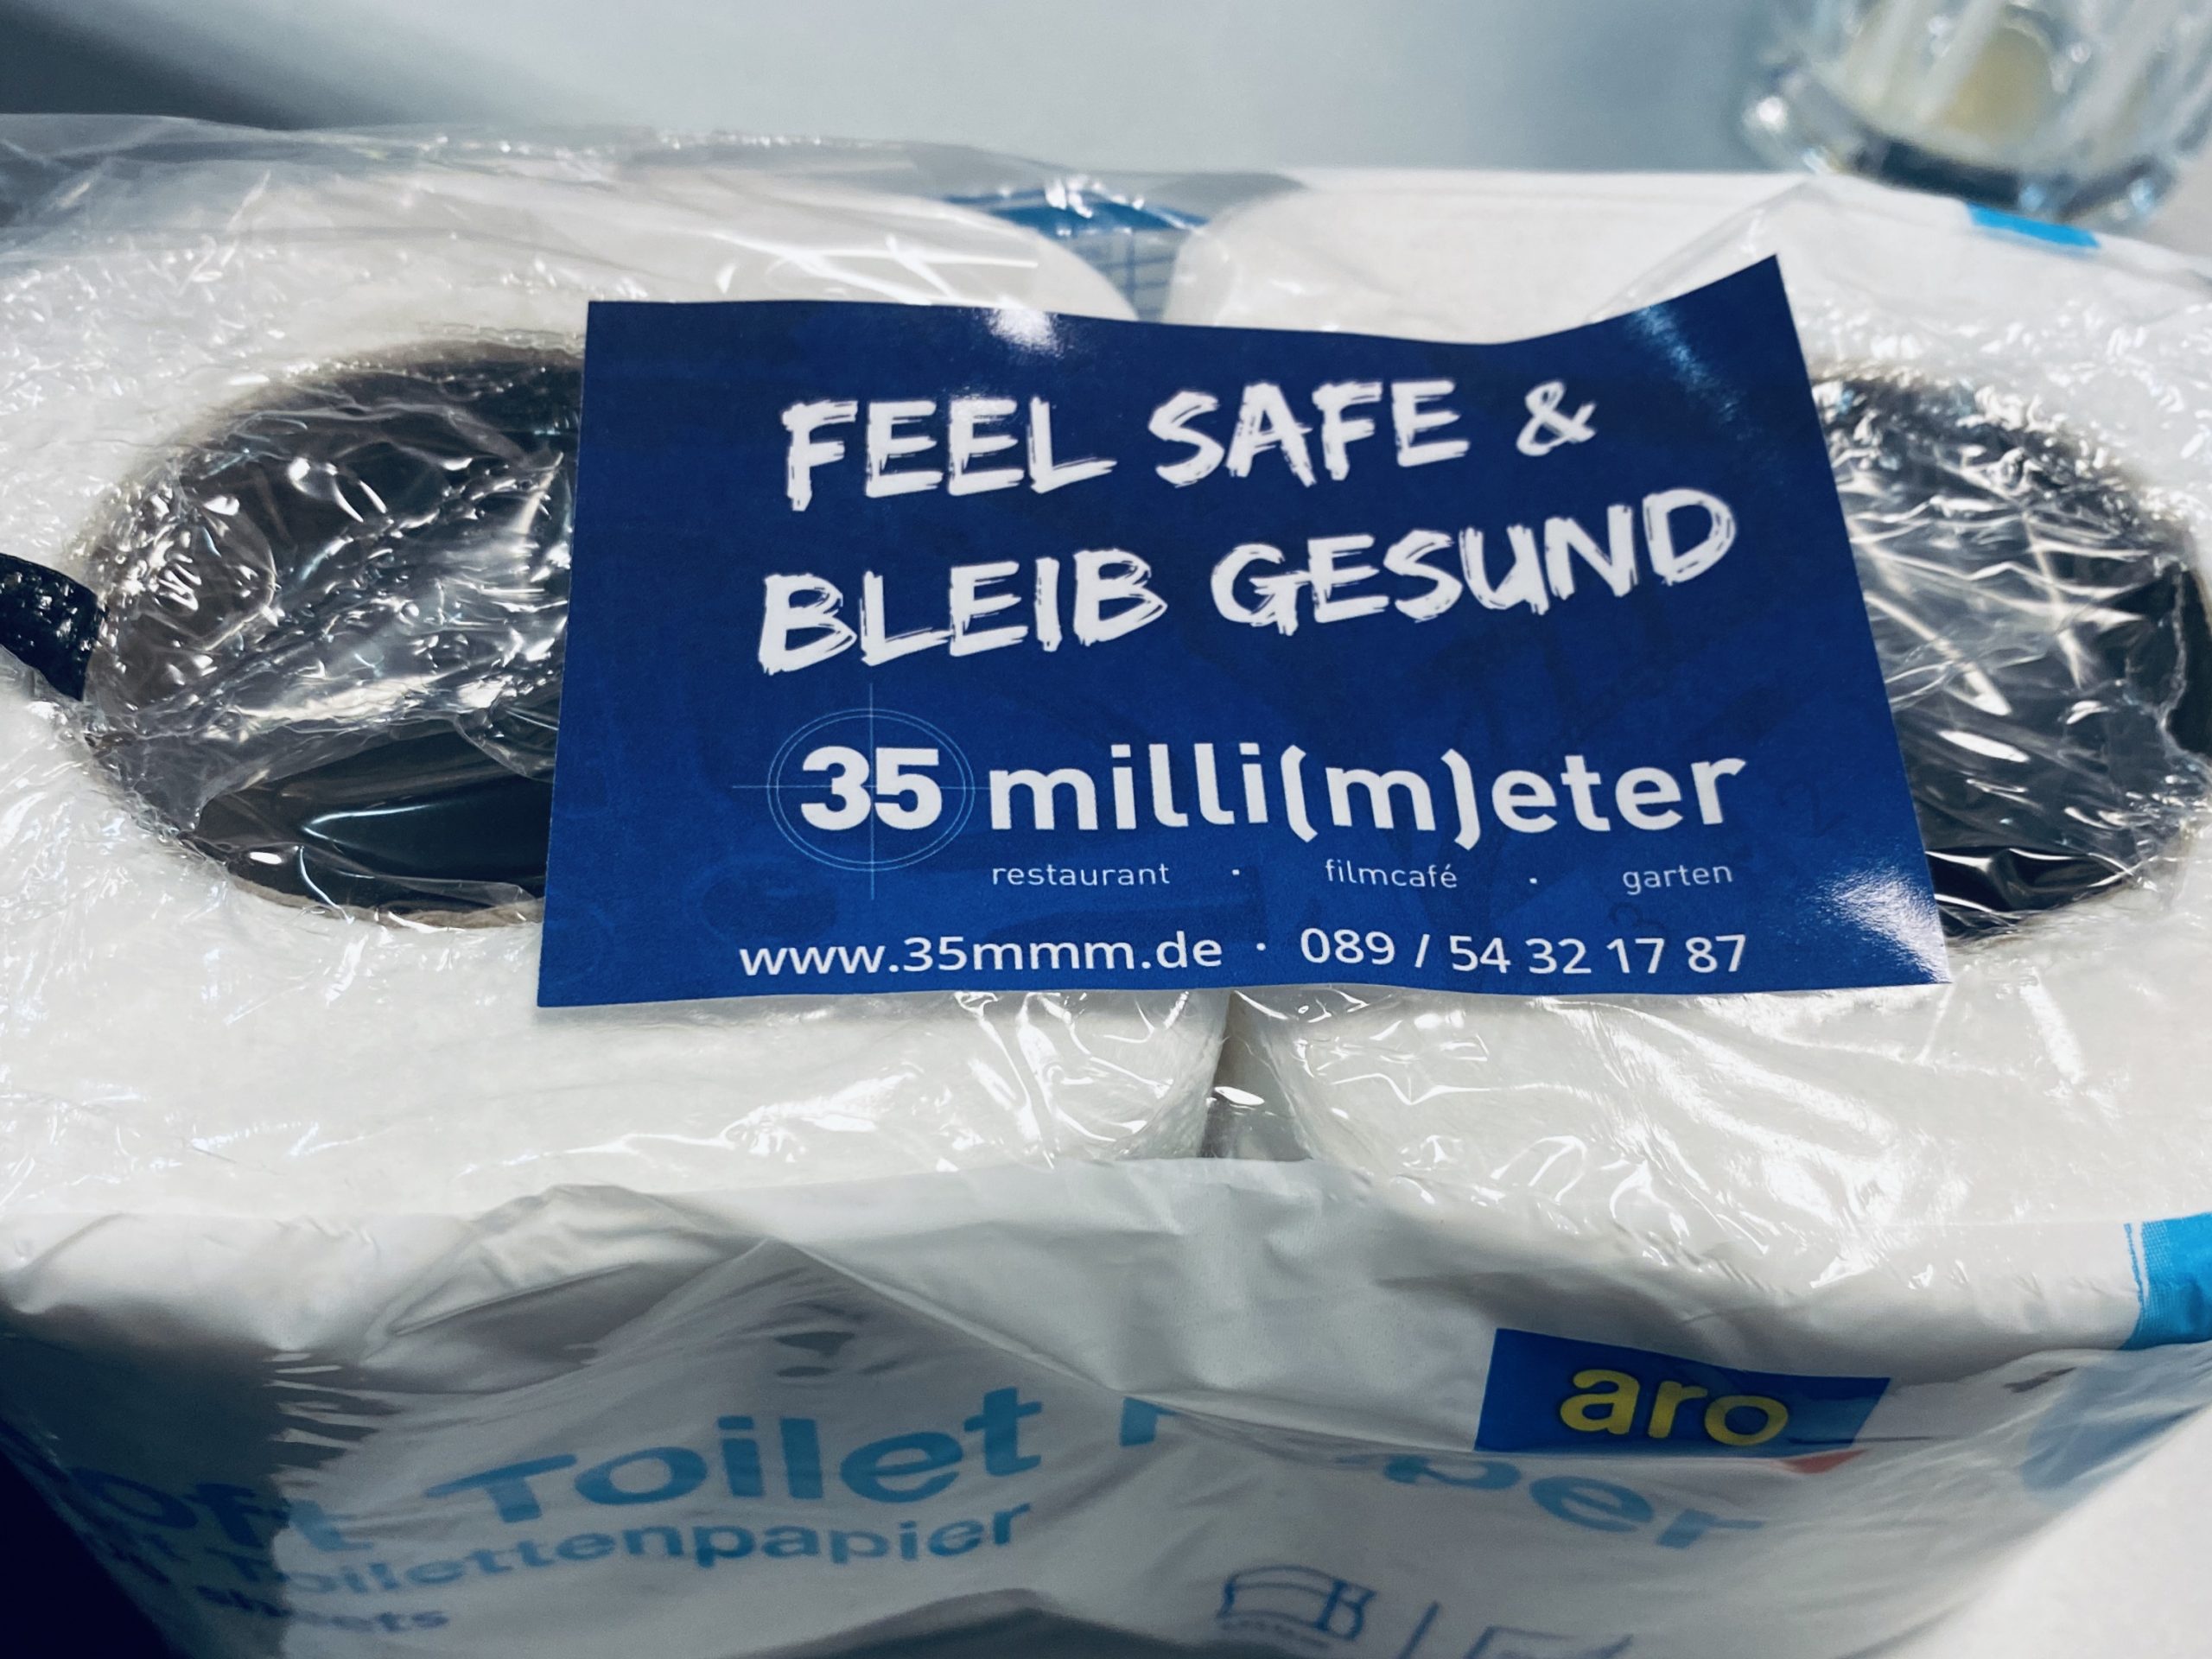 FEEL SAFE &
BLEIB GESUND
35 milli(m)eter
restaurant · filmcafé · garten
www.35mmm.de · 089 / 54 32 17 87
aro
Toilet
Toilettenpapier
sheets